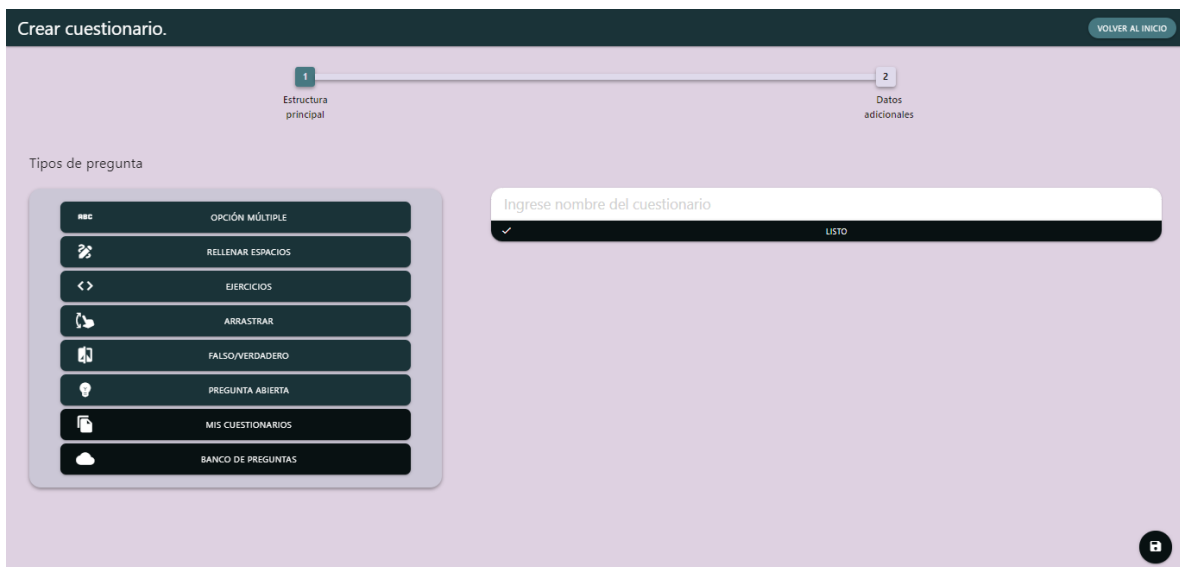 Crear cuestionario.
VOLVER AL INICIO
1
Estructura
principal
2
Datos
adicionales
Tipos de pregunta
ABC OPCIÓN MÚLTIPLE
RELLENAR ESPACIOS
EJERCICIOS
ARRASTRAR
FALSO/VERDADERO
PREGUNTA ABIERTA
MIS CUESTIONARIOS
BANCO DE PREGUNTAS
Ingrese nombre del cuestionario
LISTO